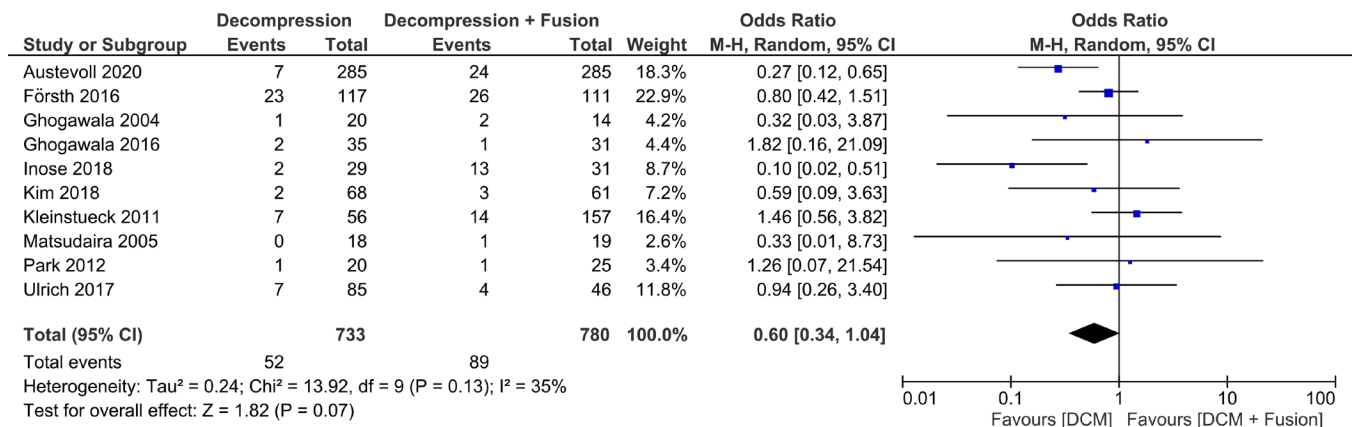 Decompression Decompression + Fusion Odds Ratio Odds Ratio
Study or Subgroup Events Total Events Total Weight M-H, Random, 95% CI M-H, Random, 95% CI
Austevoll 2020 7 285 24 285 18.3% 0.27 [0.12, 0.65]
Försth 2016 23 117 26 111 22.9% 0.80 [0.42, 1.51]
Ghogawala 2004 1 20 2 14 4.2% 0.32 [0.03, 3.87]
Ghogawala 2016 2 35 1 31 4.4% 1.82 [0.16, 21.09]
Inose 2018 2 29 13 31 8.7% 0.10 [0.02, 0.51]
Kim 2018 2 68 3 61 7.2% 0.59 [0.09, 3.63]
Kleinstueck 2011 7 56 14 157 16.4% 1.46 [0.56, 3.82]
Matsudaira 2005 0 18 1 19 2.6% 0.33 [0.01, 8.73]
Park 2012 1 20 1 25 3.4% 1.26 [0.07, 21.54]
Ulrich 2017 7 85 4 46 11.8% 0.94 [0.26, 3.40]
Total (95% CI) 733 780 100.0% 0.60 [0.34, 1.04]
Total events 52 89
Heterogeneity: Tau² = 0.24; Chi² = 13.92, df = 9 (P = 0.13); I² = 35%
Test for overall effect: Z = 1.82 (P = 0.07)
0.01 0.1 1 10 100
Favours [DCM] Favours [DCM + Fusion]